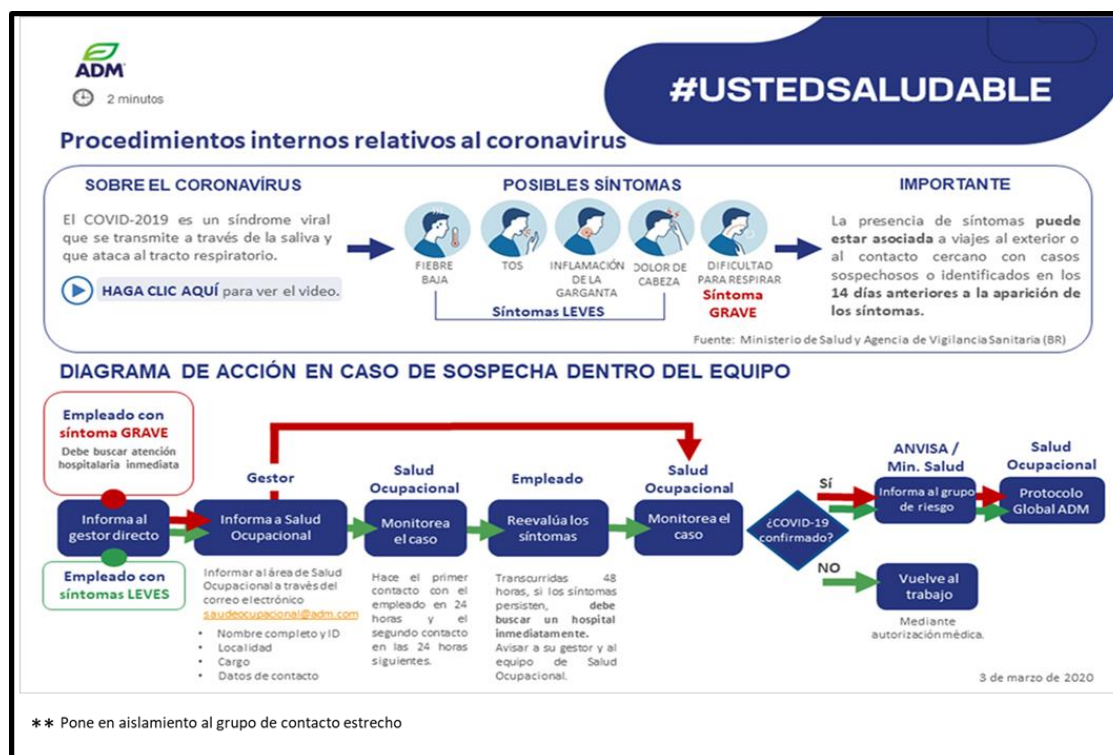 ADM
2 minutos
#USTEDSALUDABLE
Procedimientos internos relativos al coronavirus
SOBRE EL CORONAVÍRUS
El COVID-2019 es un síndrome viral
que se transmite a través de la saliva y
que ataca al tracto respiratorio.
HAGA CLIC AQUÍ para ver el video.
POSIBLES SÍNTOMAS
FIEBRE
BAJA
TOS
INFLAMACIÓN
DE LA
GARGANTA
DOLOR DE
CABEZA
DIFICULTAD
PARA RESPIRAR
Síntoma
GRAVE
Síntomas LEVES
IMPORTANTE
La presencia de síntomas puede
estar asociada a viajes al exterior o
al contacto cercano con casos
sospechosos o identificados en los
14 días anteriores a la aparición de
los síntomas.
Fuente: Ministerio de Salud y Agencia de Vigilancia Sanitaria (BR)
DIAGRAMA DE ACCIÓN EN CASO DE SOSPECHA DENTRO DEL EQUIPO
Empleado con
síntoma GRAVE
Debe buscar atención
hospitalaria inmediata
Informa al
gestor directo
Empleado con
síntomas LEVES
Gestor
Informa a Salud
Ocupacional
Informar al área de Salud
Ocupacional a través del
correo electrónico
saudeocupacional@adm.com
• Nombre completo y ID
• Localidad
• Cargo
• Datos de contacto
Salud
Ocupacional
Monitorea
el caso
Hace el primer
contacto con el
empleado en 24
horas y el
segundo contacto
en las 24 horas
siguientes.
Empleado
Reevalúa los
síntomas
Transcurridas 48
horas, si los síntomas
persisten, debe
buscar un hospital
inmediatamente.
Avisar a su gestor y al
equipo de Salud
Ocupacional.
Salud
Ocupacional
Monitorea el
caso
¿COVID-19
confirmado?
SÍ
ANVISA /
Min. Salud
Informa al grupo
de riesgo
Salud
Ocupacional
Protocolo
Global ADM
NO
Vuelve al
trabajo
Mediante
autorización médica.
3 de marzo de 2020
** Pone en aislamiento al grupo de contacto estrecho